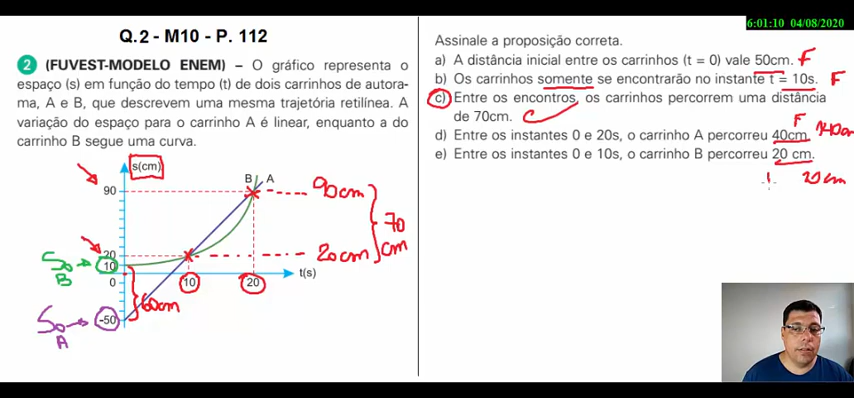 6:01:10 04/08/2020
Q.2 - M10 - P. 112
2 (FUVEST-MODELO ENEM) – O gráfico representa o
espaço (s) em função do tempo (t) de dois carrinhos de autora-
ma, A e B, que descrevem uma mesma trajetória retilínea. A
variação do espaço para o carrinho A é linear, enquanto a do
carrinho B segue uma curva.
s(cm)
B A
90
90cm
70
cm
20
20cm
10
So B
0
10
20
t(s)
60cm
-50
So A
Assinale a proposição correta.
a) A distância inicial entre os carrinhos (t = 0) vale 50cm. F
b) Os carrinhos somente se encontrarão no instante t = 10s. F
c) Entre os encontros, os carrinhos percorrem uma distância
de 70cm.
F
d) Entre os instantes 0 e 20s, o carrinho A percorreu 40cm. 140cm
e) Entre os instantes 0 e 10s, o carrinho B percorreu 20 cm.
20cm